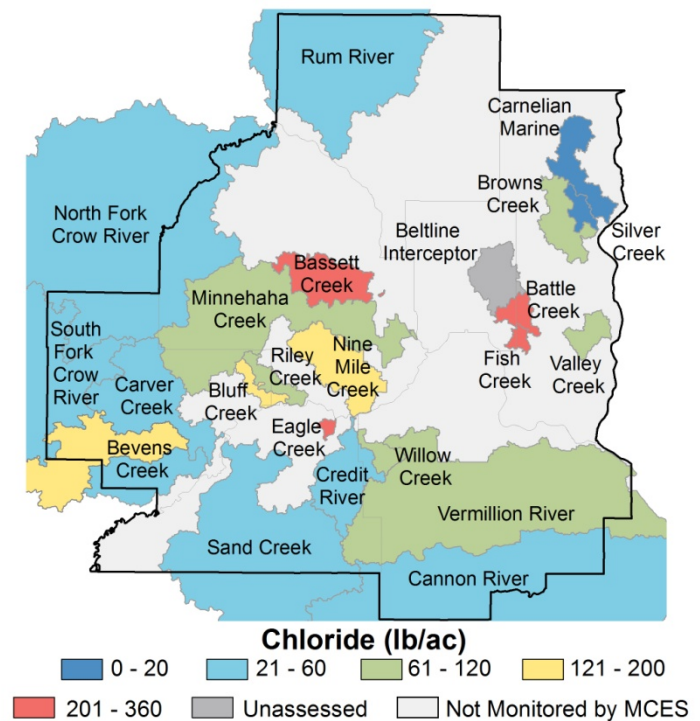 Rum River
Carnelian
Marine
Browns
Creek
North Fork
Crow River
Beltline
Interceptor
Silver
Creek
Bassett
Creek
Minnehaha
Creek
Battle
Creek
South
Fork
Crow
River
Nine
Mile
Creek
Riley
Creek
Fish
Creek
Valley
Creek
Carver
Creek
Bluff
Creek
Eagle
Creek
Bevens
Creek
Willow
Creek
Credit
River
Vermillion River
Sand Creek
Cannon River
Chloride (lb/ac)
0 - 20
21 - 60
61 - 120
121 - 200
201 - 360
Unassessed
Not Monitored by MCES